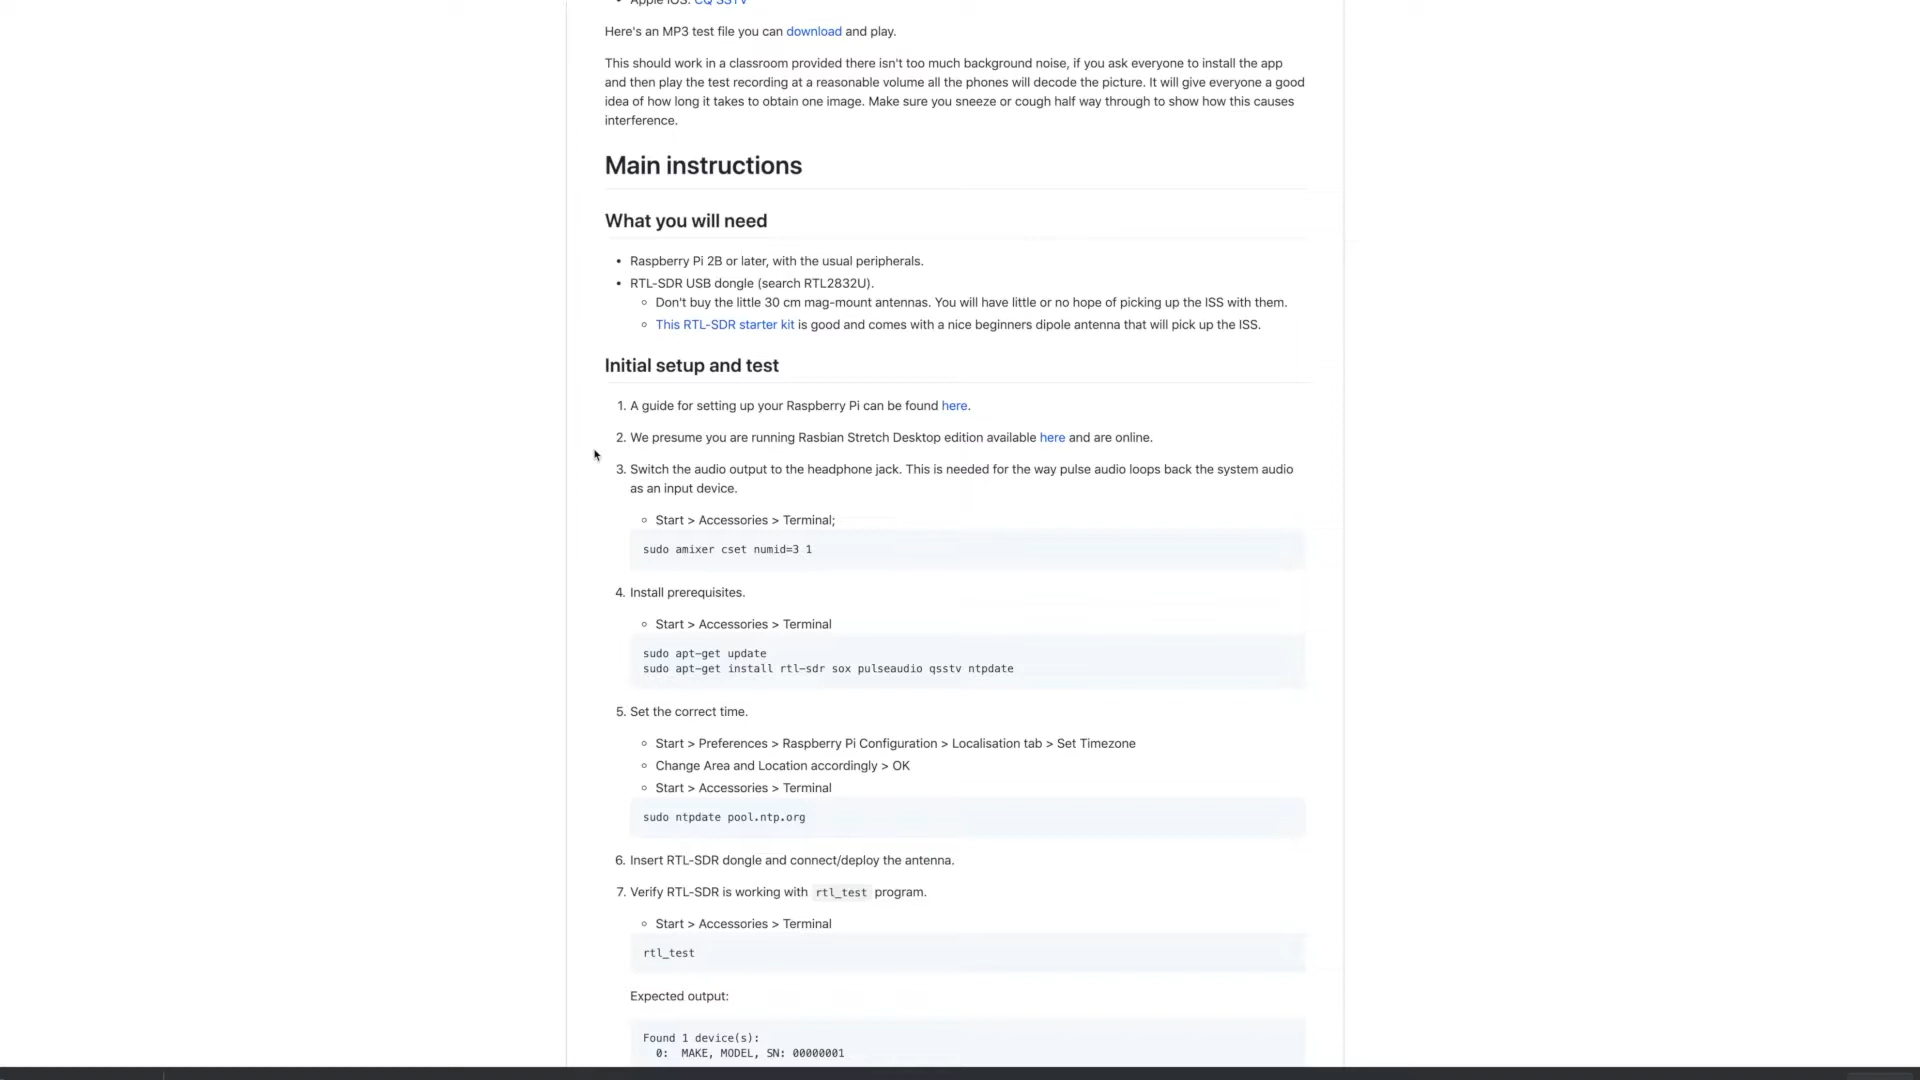 Apple iOS: CQ SSTV
Here's an MP3 test file you can download and play.
This should work in a classroom provided there isn't too much background noise, if you ask everyone to install the app
and then play the test recording at a reasonable volume all the phones will decode the picture. It will give everyone a good
idea of how long it takes to obtain one image. Make sure you sneeze or cough half way through to show how this causes
interference.
Main instructions
What you will need
• Raspberry Pi 2B or later, with the usual peripherals.
• RTL-SDR USB dongle (search RTL2832U).
◦ Don't buy the little 30 cm mag-mount antennas. You will have little or no hope of picking up the ISS with them.
◦ This RTL-SDR starter kit is good and comes with a nice beginners dipole antenna that will pick up the ISS.
Initial setup and test
1. A guide for setting up your Raspberry Pi can be found here.
2. We presume you are running Rasbian Stretch Desktop edition available here and are online.
3. Switch the audio output to the headphone jack. This is needed for the way pulse audio loops back the system audio
as an input device.
◦ Start > Accessories > Terminal;
sudo amixer cset numid=3 1
4. Install prerequisites.
◦ Start > Accessories > Terminal
sudo apt-get update
sudo apt-get install rtl-sdr sox pulseaudio qsstv ntpdate
5. Set the correct time.
◦ Start > Preferences > Raspberry Pi Configuration > Localisation tab > Set Timezone
◦ Change Area and Location accordingly > OK
◦ Start > Accessories > Terminal
sudo ntpdate pool.ntp.org
6. Insert RTL-SDR dongle and connect/deploy the antenna.
7. Verify RTL-SDR is working with rtl_test program.
◦ Start > Accessories > Terminal
rtl_test
Expected output:
Found 1 device(s):
0: MAKE, MODEL, SN: 00000001